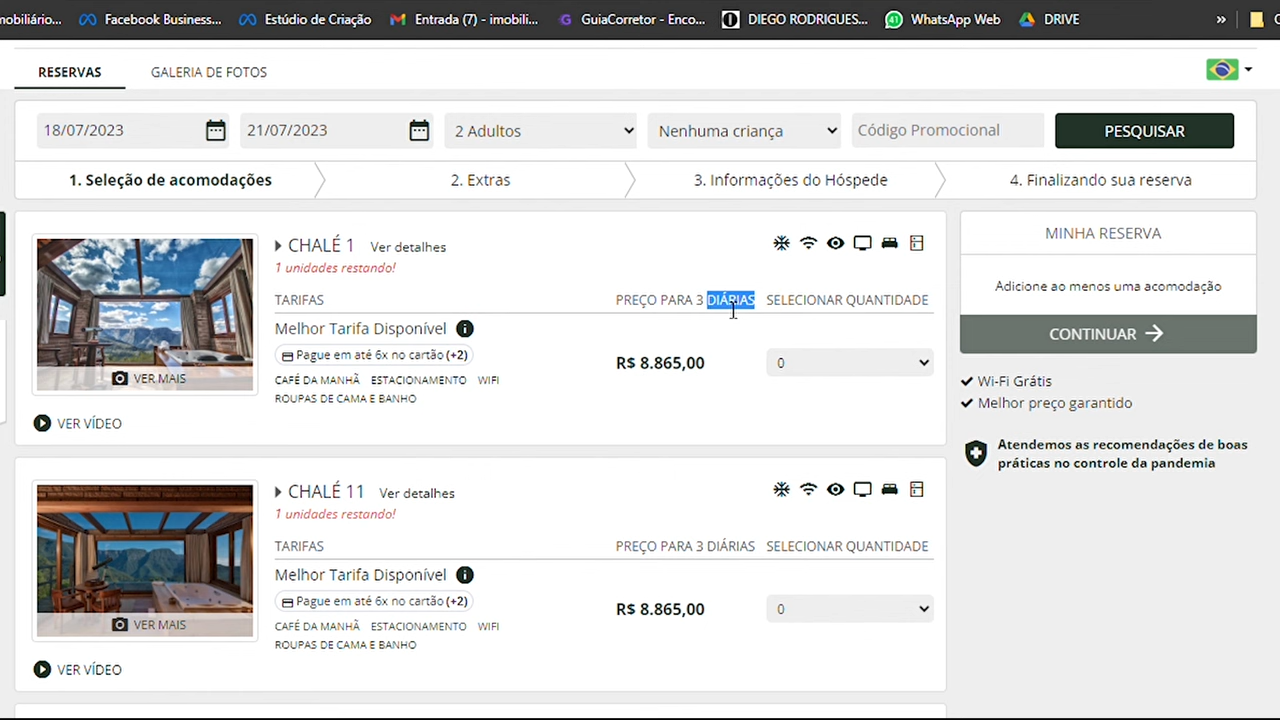 mobiliário... Facebook Business... Estúdio de Criação Entrada (7) - imobili... GuiaCorretor - Enco... DIEGO RODRIGUES... 41 WhatsApp Web DRIVE »
RESERVAS GALERIA DE FOTOS
18/07/2023 21/07/2023 2 Adultos Nenhuma criança Código Promocional PESQUISAR
1. Seleção de acomodações 2. Extras 3. Informações do Hóspede 4. Finalizando sua reserva
CHALÉ 1 Ver detalhes
1 unidades restando!
TARIFAS PREÇO PARA 3 DIÁRIAS SELECIONAR QUANTIDADE
Melhor Tarifa Disponível
Pague em até 6x no cartão (+2)
R$ 8.865,00 0
CAFÉ DA MANHÃ ESTACIONAMENTO WIFI
ROUPAS DE CAMA E BANHO
VER MAIS
VER VÍDEO
CHALÉ 11 Ver detalhes
1 unidades restando!
TARIFAS PREÇO PARA 3 DIÁRIAS SELECIONAR QUANTIDADE
Melhor Tarifa Disponível
Pague em até 6x no cartão (+2)
R$ 8.865,00 0
CAFÉ DA MANHÃ ESTACIONAMENTO WIFI
ROUPAS DE CAMA E BANHO
VER MAIS
VER VÍDEO
MINHA RESERVA
Adicione ao menos uma acomodação
CONTINUAR
Wi-Fi Grátis
Melhor preço garantido
Atendemos as recomendações de boas
práticas no controle da pandemia